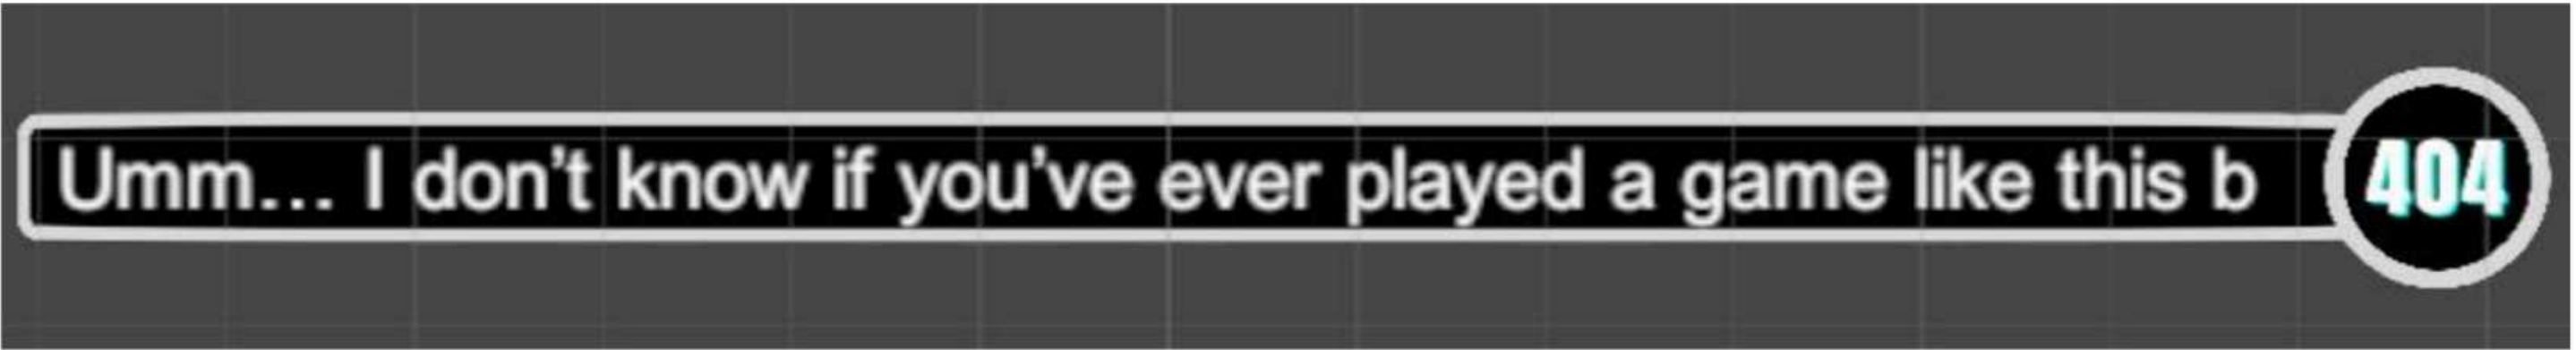 Umm… I don’t know if you’ve ever played a game like this b
404